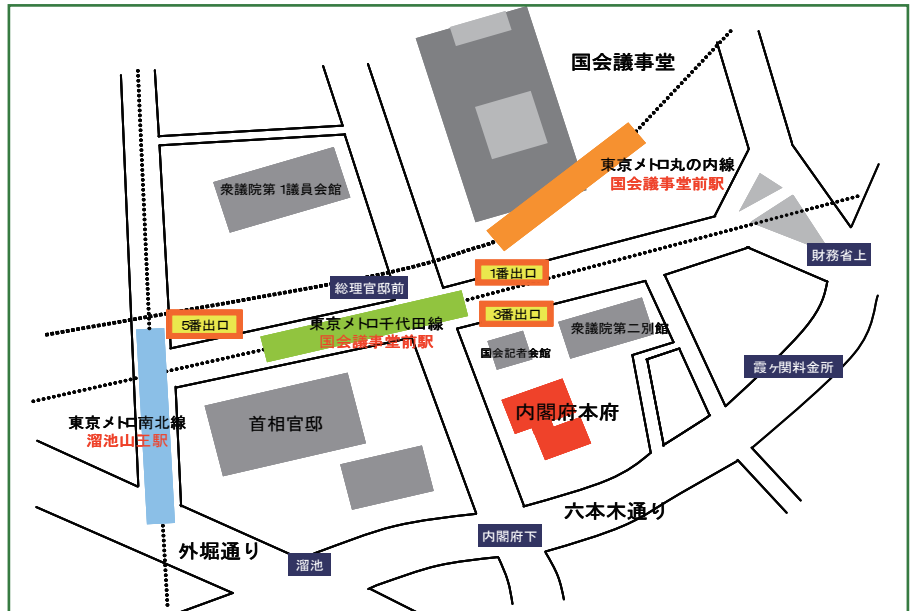 国会議事堂
東京メトロ丸の内線
国会議事堂前駅
衆議院第1議員会館
財務省上
1番出口
総理官邸前
3番出口
5番出口
東京メトロ千代田線
国会議事堂前駅
衆議院第二別館
国会記者会館
霞ヶ関料金所
内閣府本府
首相官邸
東京メトロ南北線
溜池山王駅
六本木通り
内閣府下
外堀通り
溜池